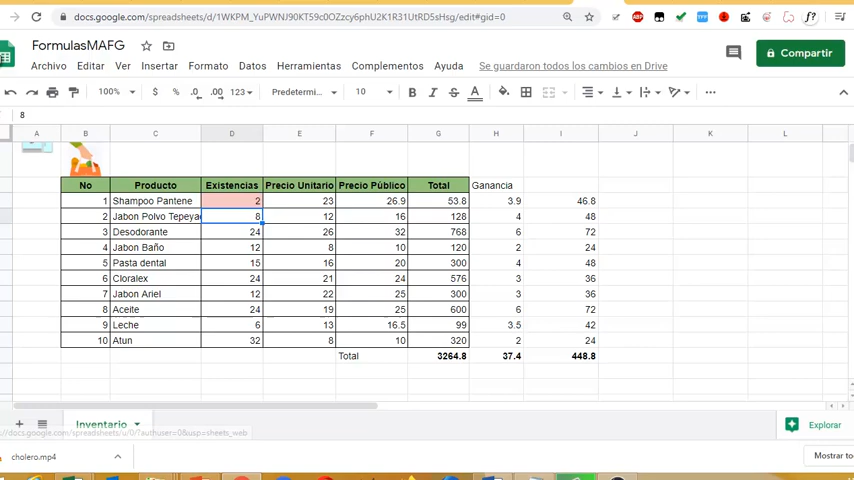 docs.google.com/spreadsheets/d/1WKPM_YuPWNJ90KT59c0OZzcy6phU2K1R31UtRD5sHsg/edit#gid=0
FormulasMAFG
Archivo Editar Ver Insertar Formato Datos Herramientas Complementos Ayuda Se guardaron todos los cambios en Drive Compartir
100% $ % .0 .00 123 Predetermi... 10 B I S A
8
A B C D E F G H I J K L
No Producto Existencias Precio Unitario Precio Público Total Ganancia
1 Shampoo Pantene 2 23 26.9 53.8 3.9 46.8
2 Jabon Polvo Tepeya 8 12 16 128 4 48
3 Desodorante 24 26 32 768 6 72
4 Jabon Baño 12 8 10 120 2 24
5 Pasta dental 15 16 20 300 4 48
6 Cloralex 24 21 24 576 3 36
7 Jabon Ariel 12 22 25 300 3 36
8 Aceite 24 19 25 600 6 72
9 Leche 6 13 16.5 99 3.5 42
10 Atun 32 8 10 320 2 24
Total 3264.8 37.4 448.8
Inventario Explorar
://docs.google.com/spreadsheets/u/0/?authuser=0&usp=sheets_web
cholero.mp4 Mostrar to